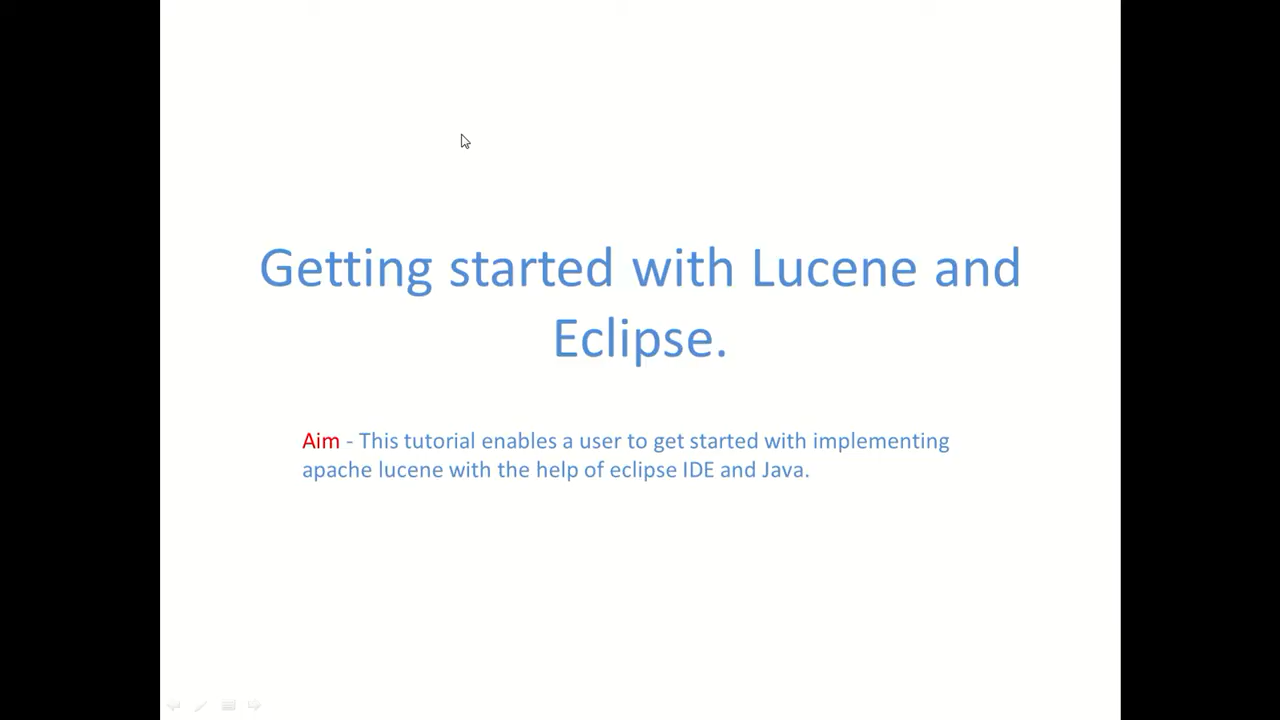 Getting started with Lucene and
Eclipse.
Aim - This tutorial enables a user to get started with implementing
apache lucene with the help of eclipse IDE and Java.